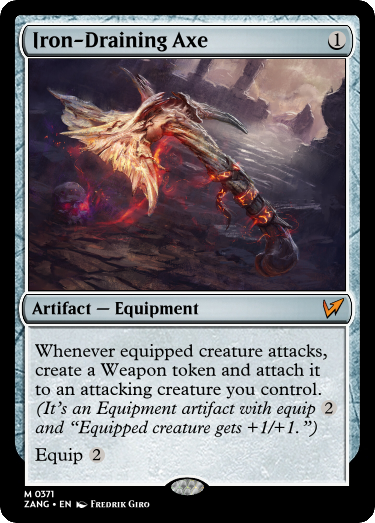 Iron-Draining Axe 1
Artifact — Equipment
Whenever equipped creature attacks,
create a Weapon token and attach it
to an attacking creature you control.
(It's an Equipment artifact with equip 2
and “Equipped creature gets +1/+1.”)
Equip 2
M 0371
ZANG • EN Fredrik Giro